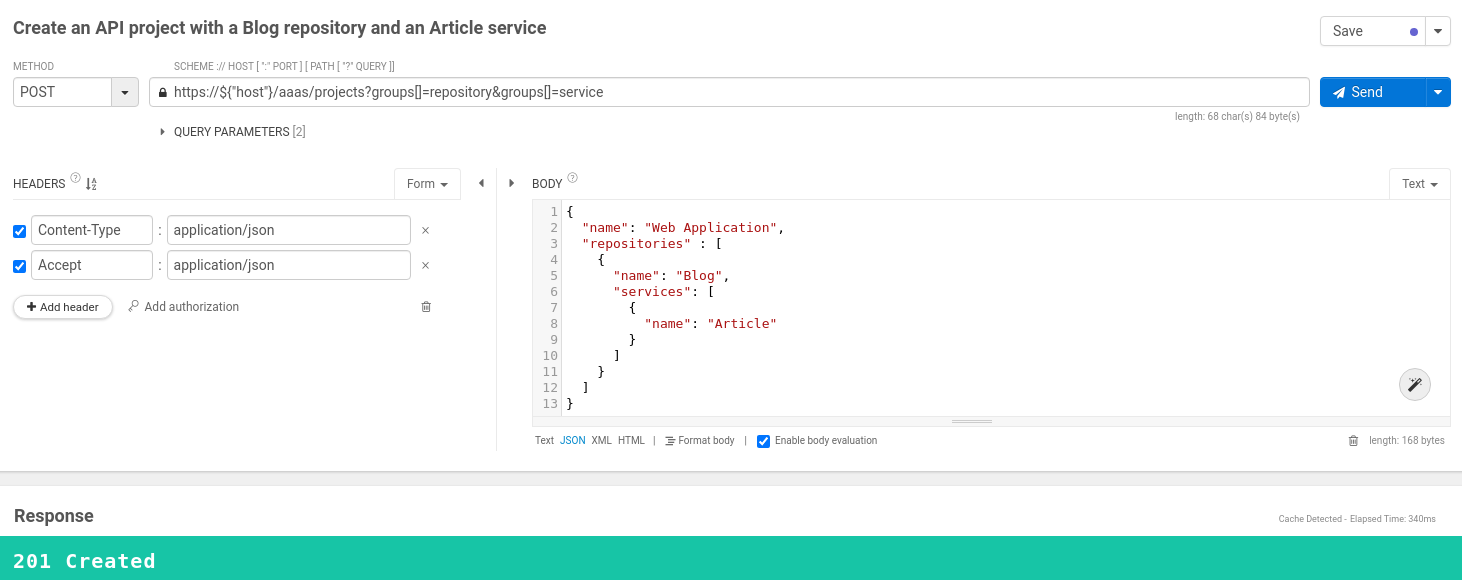 Create an API project with a Blog repository and an Article service
Save
METHOD
SCHEME :// HOST [ ":" PORT ] [ PATH [ "?" QUERY ]]
POST
https://${"host"}/aaas/projects?groups[]=repository&groups[]=service
Send
length: 68 char(s) 84 byte(s)
QUERY PARAMETERS [2]
HEADERS ? Form
BODY ? Text
Content-Type : application/json ×
Accept : application/json ×
+ Add header Add authorization
1 {
2 "name": "Web Application",
3 "repositories" : [
4 {
5 "name": "Blog",
6 "services": [
7 {
8 "name": "Article"
9 }
10 ]
11 }
12 ]
13 }
Text JSON XML HTML | Format body | Enable body evaluation length: 168 bytes
Response
Cache Detected - Elapsed Time: 340ms
201 Created